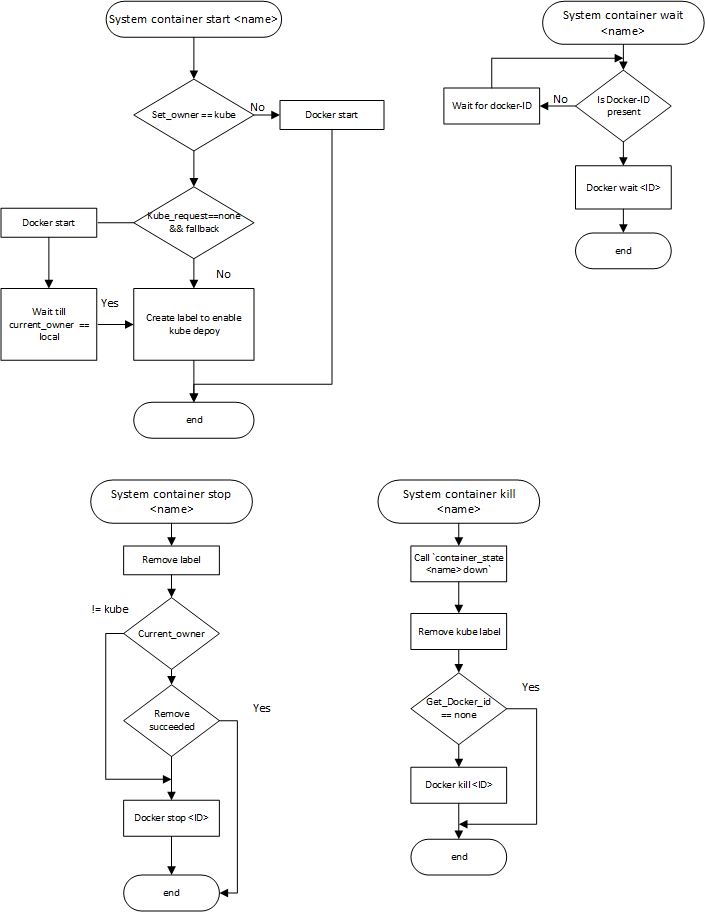 System container start <name>
Set_owner == kube
No
Docker start
Kube_request==none
&& fallback
Docker start
No
Wait till
current_owner ==
local
Yes
Create label to enable
kube depoy
end
System container wait
<name>
Wait for docker-ID
No
Is Docker-ID
present
Docker wait <ID>
end
System container stop
<name>
Remove label
!= kube
Current_owner
Remove
succeeded
Yes
Docker stop <ID>
end
System container kill
<name>
Call `container_state
<name> down`
Remove kube label
Get_Docker_id
== none
Yes
Docker kill <ID>
end